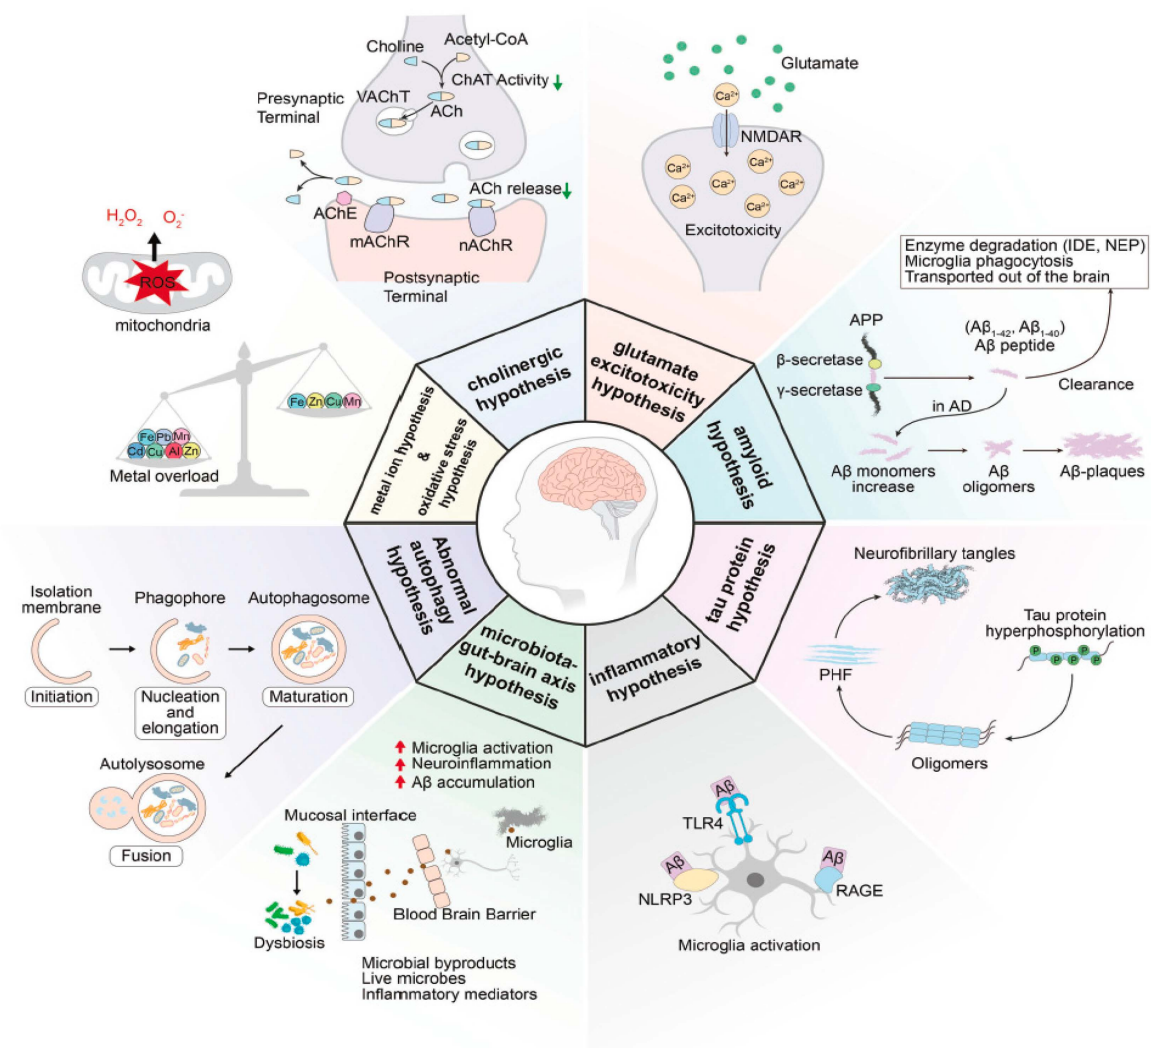 Choline
Acetyl-CoA
ChAT Activity
VAChT
ACh
Presynaptic
Terminal
ACh release
AChE
mAChR
nAChR
Postsynaptic
Terminal
Glutamate
Ca2+
NMDAR
Ca2+
Ca2+
Ca2+
Ca2+
Ca2+
Ca2+
Excitotoxicity
Enzyme degradation (IDE, NEP)
Microglia phagocytosis
Transported out of the brain
APP
β-secretase
γ-secretase
(Aβ1-42, Aβ1-40)
Aβ peptide
Clearance
in AD
Aβ monomers
increase
Aβ
oligomers
Aβ-plaques
H2O2
O2-
ROS
mitochondria
Fe Zn Cu Mn
Fe Pb Mn
Cd Cu Al Zn
Metal overload
cholinergic
hypothesis
glutamate
excitotoxicity
hypothesis
amyloid
hypothesis
tau protein
hypothesis
inflammatory
hypothesis
microbiota-
gut-brain axis
hypothesis
Abnormal
autophagy
hypothesis
metal ion hypothesis
&
oxidative stress
hypothesis
Neurofibrillary tangles
Tau protein
hyperphosphorylation
P
P
P
P
P
PHF
Oligomers
Isolation
membrane
Phagophore
Autophagosome
Initiation
Nucleation
and
elongation
Maturation
Autolysosome
Fusion
Microglia activation
Neuroinflammation
Aβ accumulation
Mucosal interface
Microglia
Blood Brain Barrier
Dysbiosis
Microbial byproducts
Live microbes
Inflammatory mediators
Aβ
TLR4
Aβ
NLRP3
Aβ
RAGE
Microglia activation